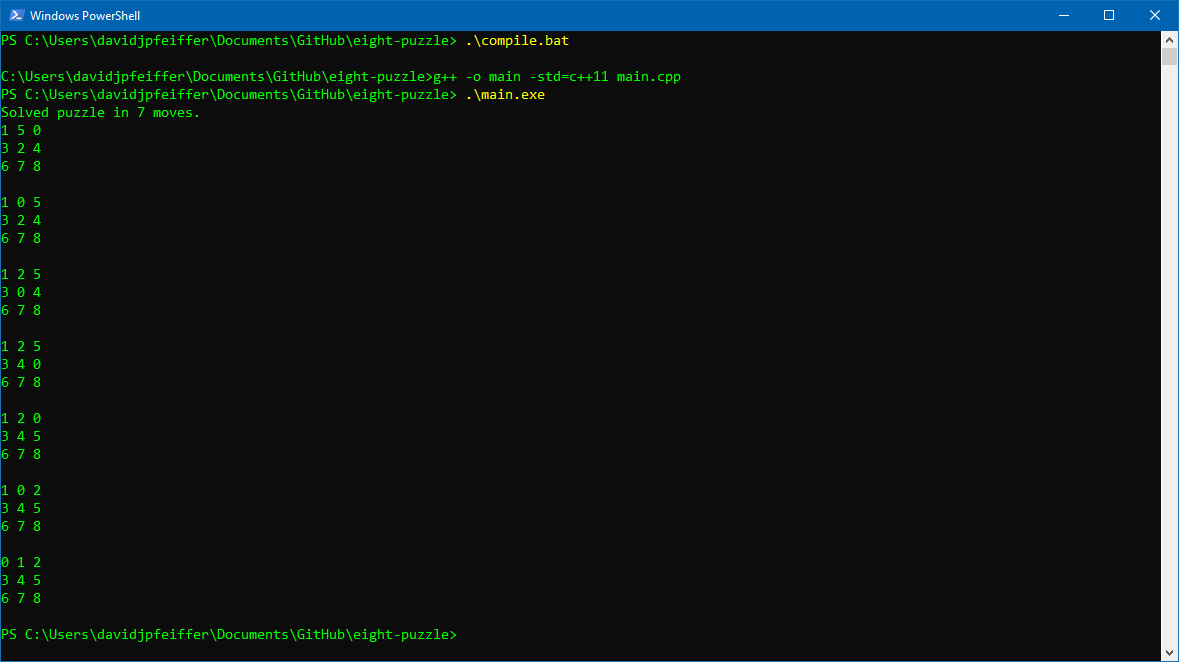 Windows PowerShell
PS C:\Users\davidjpfeiffer\Documents\GitHub\eight-puzzle> .\compile.bat

C:\Users\davidjpfeiffer\Documents\GitHub\eight-puzzle>g++ -o main -std=c++11 main.cpp
PS C:\Users\davidjpfeiffer\Documents\GitHub\eight-puzzle> .\main.exe
Solved puzzle in 7 moves.
1 5 0
3 2 4
6 7 8

1 0 5
3 2 4
6 7 8

1 2 5
3 0 4
6 7 8

1 2 5
3 4 0
6 7 8

1 2 0
3 4 5
6 7 8

1 0 2
3 4 5
6 7 8

0 1 2
3 4 5
6 7 8

PS C:\Users\davidjpfeiffer\Documents\GitHub\eight-puzzle>